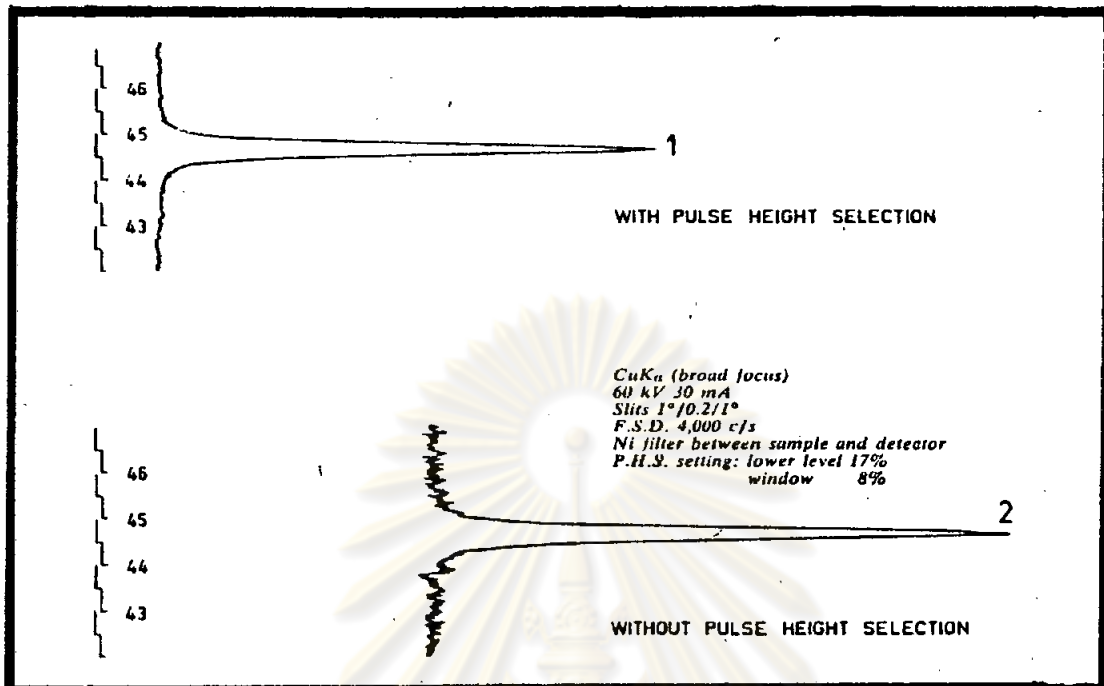 46
45
1
44
WITH PULSE HEIGHT SELECTION
43
CuKα (broad focus)
60 kV 30 mA
Slits 1°/0.2/1°
F.S.D. 4,000 c/s
Ni filter between sample and detector
P.H.S. setting: lower level 17%
window 8%
46
45
2
44
43
WITHOUT PULSE HEIGHT SELECTION